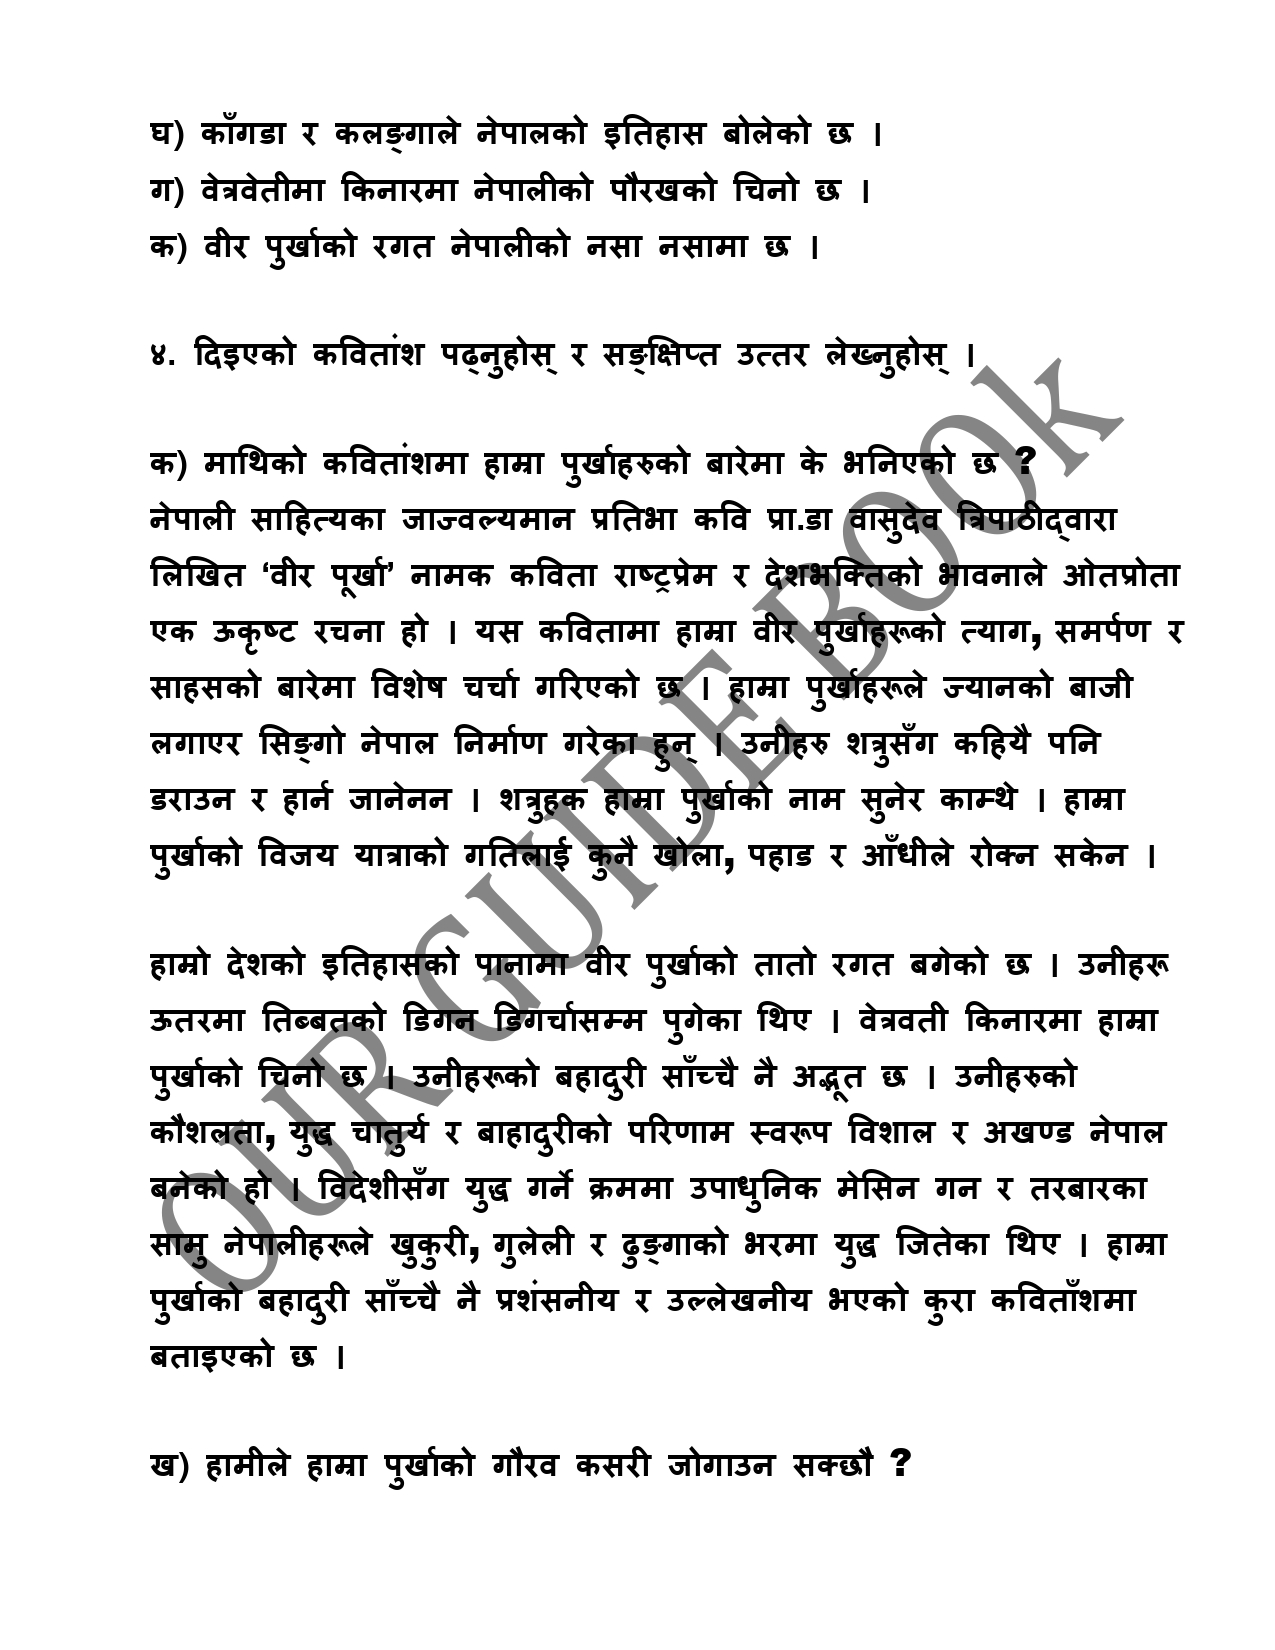 घ) काँगडा र कलङ्गाले नेपालको इतिहास बोलेको छ ।
ग) वेत्रवेतीमा किनारमा नेपालीको पौरखको चिनो छ ।
क) वीर पुर्खाको रगत नेपालीको नसा नसामा छ ।
४. दिइएको कवितांश पढ्नुहोस् र सङ्क्षिप्त उत्तर लेख्नुहोस् ।
क) माथिको कवितांशमा हाम्रा पुर्खाहरुको बारेमा के भनिएको छ ?
नेपाली साहित्यका जाज्वल्यमान प्रतिभा कवि प्रा.डा वासुदेव त्रिपाठीद्वारा
लिखित ‘वीर पूर्खा’ नामक कविता राष्ट्रप्रेम र देशभक्तिको भावनाले ओतप्रोता
एक ऊकृष्ट रचना हो । यस कवितामा हाम्रा वीर पुर्खाहरूको त्याग, समर्पण र
साहसको बारेमा विशेष चर्चा गरिएको छ । हाम्रा पुर्खाहरूले ज्यानको बाजी
लगाएर सिङ्गो नेपाल निर्माण गरेका हुन् । उनीहरु शत्रुसँग कहियै पनि
डराउन र हार्न जानेनन । शत्रुहक हाम्रा पुर्खाको नाम सुनेर काम्थे । हाम्रा
पुर्खाको विजय यात्राको गतिलाई कुनै खोला, पहाड र आँधीले रोक्न सकेन ।
हाम्रो देशको इतिहासको पानामा वीर पुर्खाको तातो रगत बगेको छ । उनीहरू
ऊतरमा तिब्बतको डिगन डिगर्चासम्म पुगेका थिए । वेत्रवती किनारमा हाम्रा
पुर्खाको चिनो छ । उनीहरूको बहादुरी साँच्चै नै अद्भूत छ । उनीहरुको
कौशलता, युद्ध चातुर्य र बाहादुरीको परिणाम स्वरूप विशाल र अखण्ड नेपाल
बनेको हो । विदेशीसँग युद्ध गर्ने क्रममा उपाधुनिक मेसिन गन र तरबारका
सामु नेपालीहरूले खुकुरी, गुलेली र ढुङ्गाको भरमा युद्ध जितेका थिए । हाम्रा
पुर्खाको बहादुरी साँच्चै नै प्रशंसनीय र उल्लेखनीय भएको कुरा कविताँशमा
बताइएको छ ।
ख) हामीले हाम्रा पुर्खाको गौरव कसरी जोगाउन सक्छौ ?
OUR GUIDE BOOk